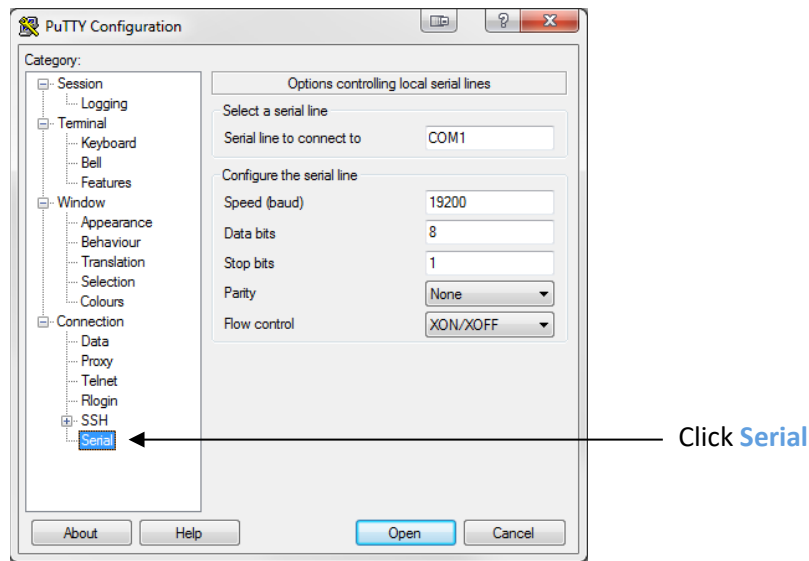 PuTTY Configuration
Category:
Session
Logging
Terminal
Keyboard
Bell
Features
Window
Appearance
Behaviour
Translation
Selection
Colours
Connection
Data
Proxy
Telnet
Rlogin
SSH
Serial
Options controlling local serial lines
Select a serial line
Serial line to connect to COM1
Configure the serial line
Speed (baud) 19200
Data bits 8
Stop bits 1
Parity None
Flow control XON/XOFF
Click Serial
About Help Open Cancel